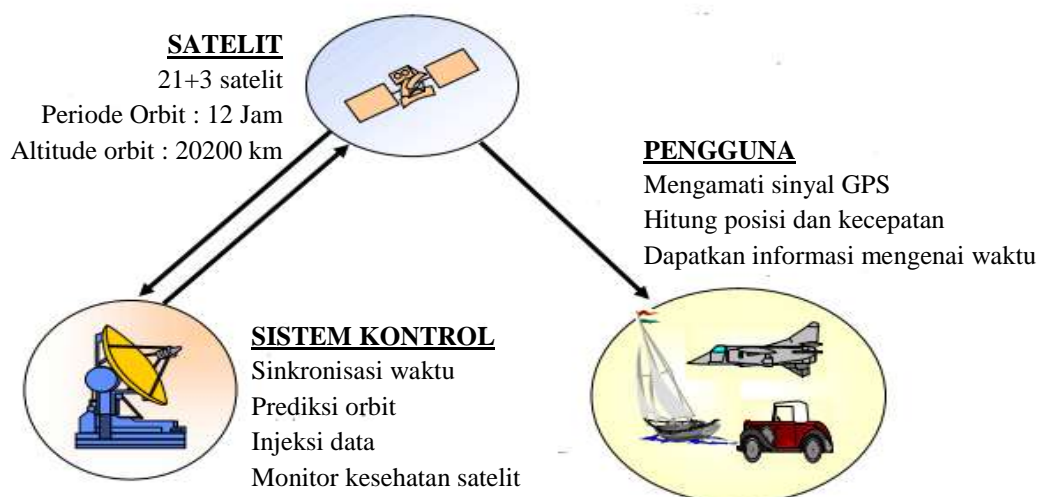 SATELIT
21+3 satelit
Periode Orbit : 12 Jam
Altitude orbit : 20200 km
PENGGUNA
Mengamati sinyal GPS
Hitung posisi dan kecepatan
Dapatkan informasi mengenai waktu
SISTEM KONTROL
Sinkronisasi waktu
Prediksi orbit
Injeksi data
Monitor kesehatan satelit